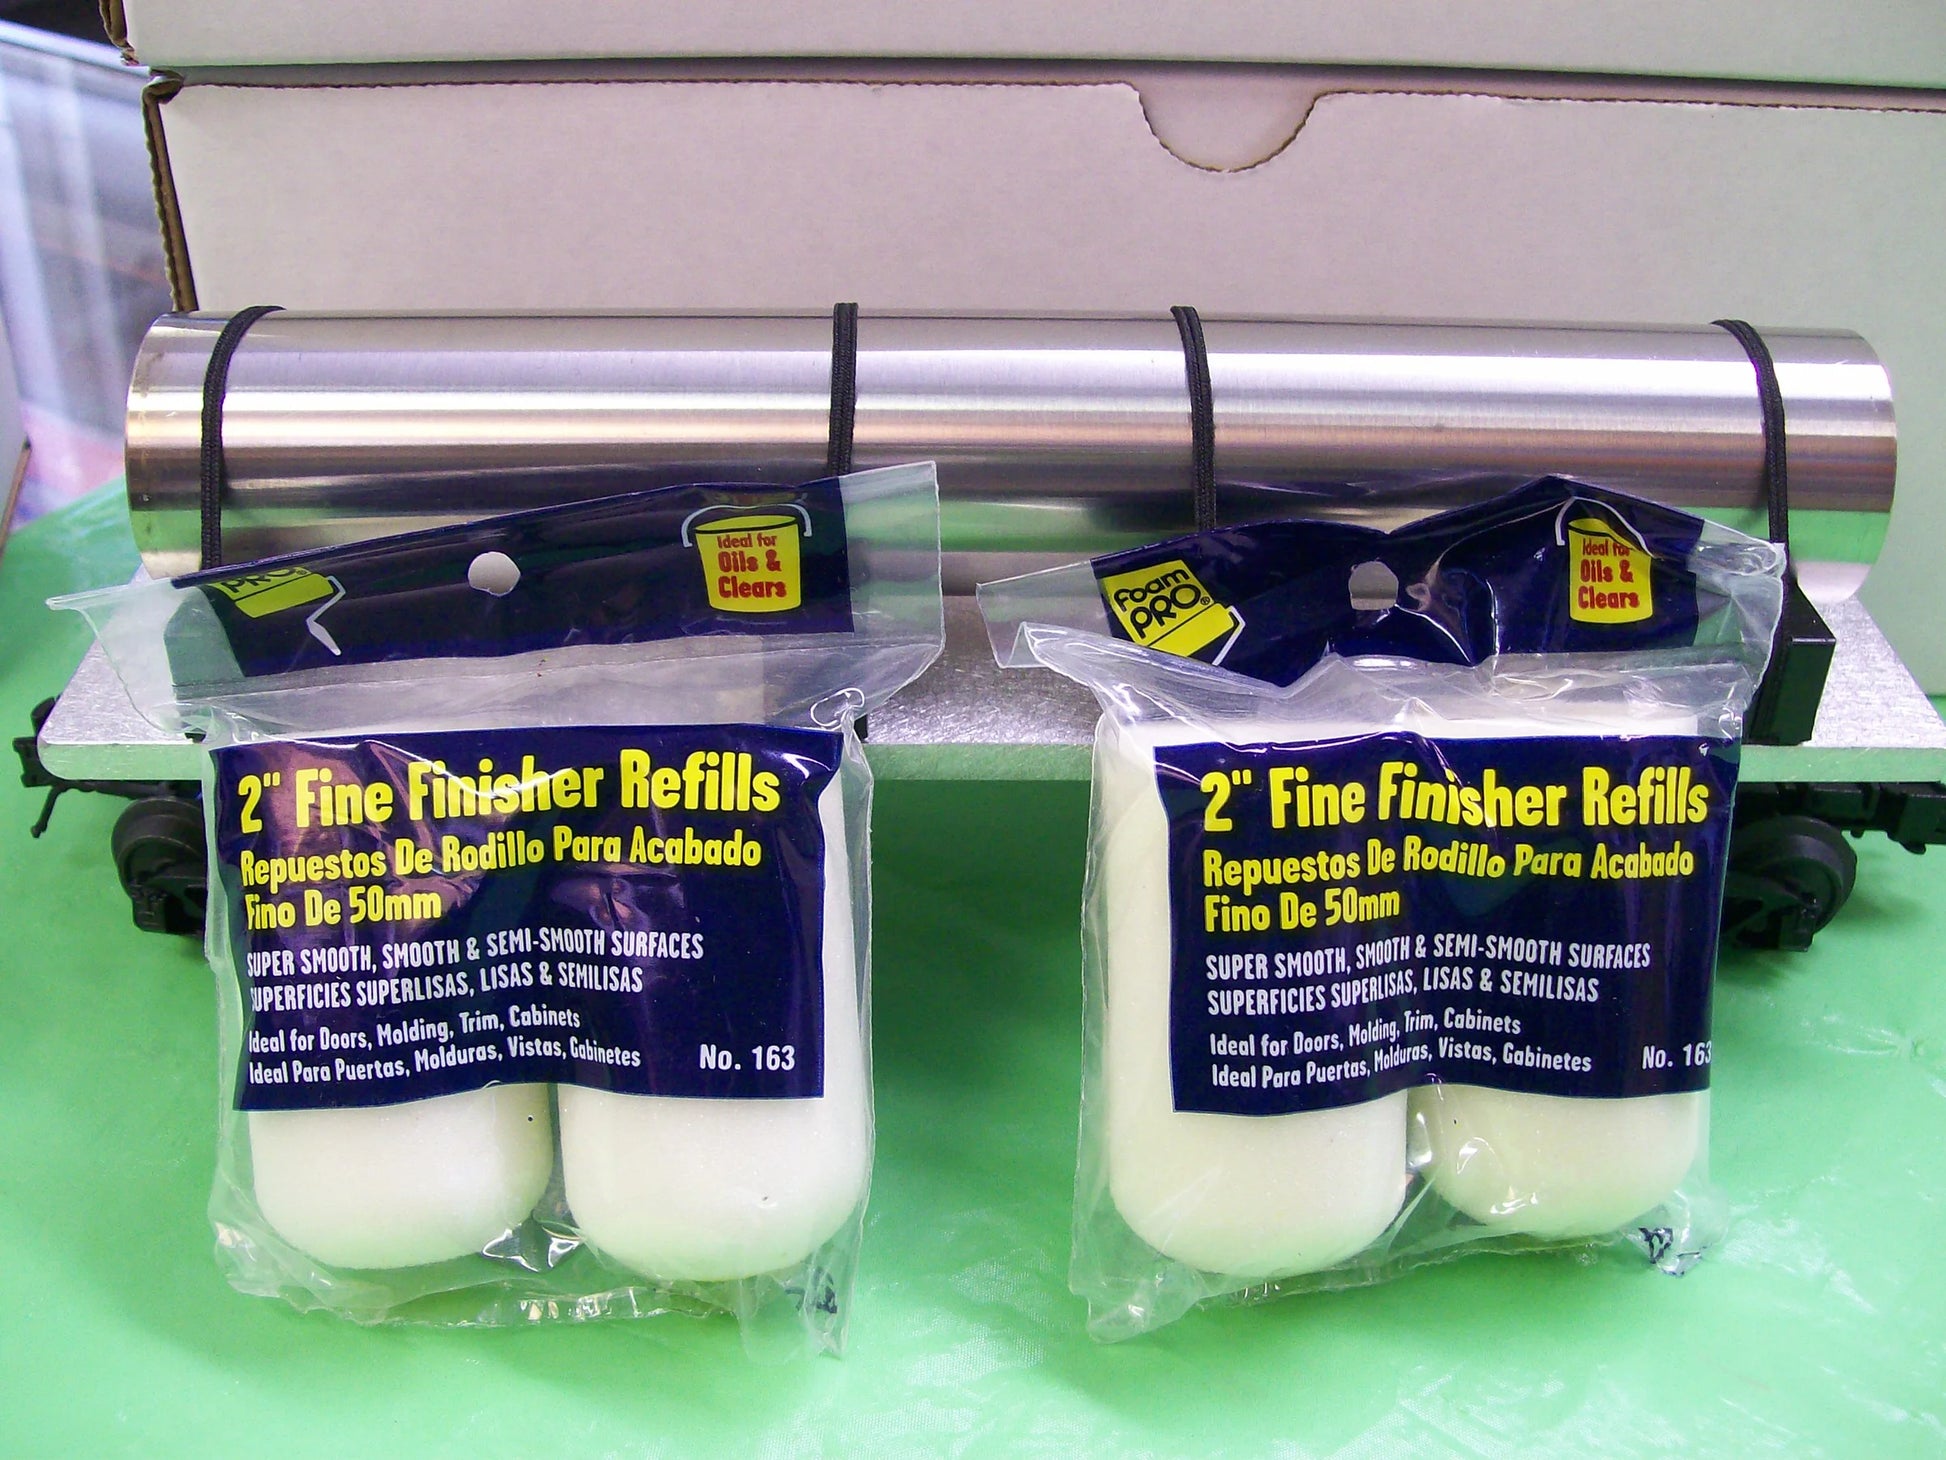 PRO®
Ideal for
Oils &
Clears
2" Fine Finisher Refills
Repuestos De Rodillo Para Acabado
Fino De 50mm
SUPER SMOOTH, SMOOTH & SEMI-SMOOTH SURFACES
SUPERFICIES SUPERLISAS, LISAS & SEMILISAS
Ideal for Doors, Molding, Trim, Cabinets
Ideal Para Puertas, Molduras, Vistas, Gabinetes
No. 163
Foam
PRO®
Ideal for
Oils &
Clears
2" Fine Finisher Refills
Repuestos De Rodillo Para Acabado
Fino De 50mm
SUPER SMOOTH, SMOOTH & SEMI-SMOOTH SURFACES
SUPERFICIES SUPERLISAS, LISAS & SEMILISAS
Ideal for Doors, Molding, Trim, Cabinets
Ideal Para Puertas, Molduras, Vistas, Gabinetes
No. 163